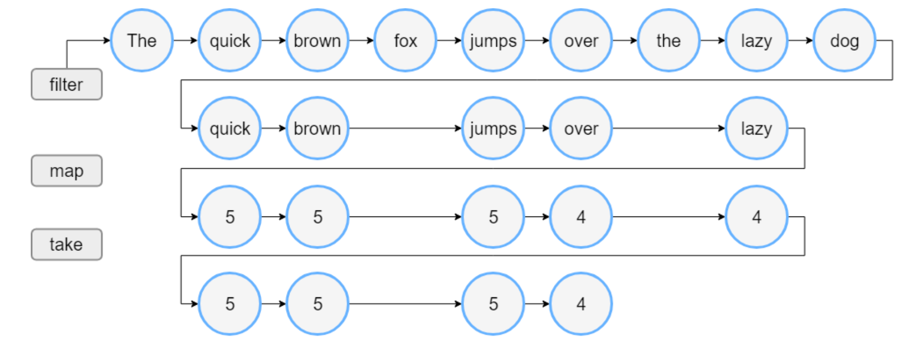 The quick brown fox jumps over the lazy dog
filter
quick brown jumps over lazy
map
5 5 5 4 4
take
5 5 5 4